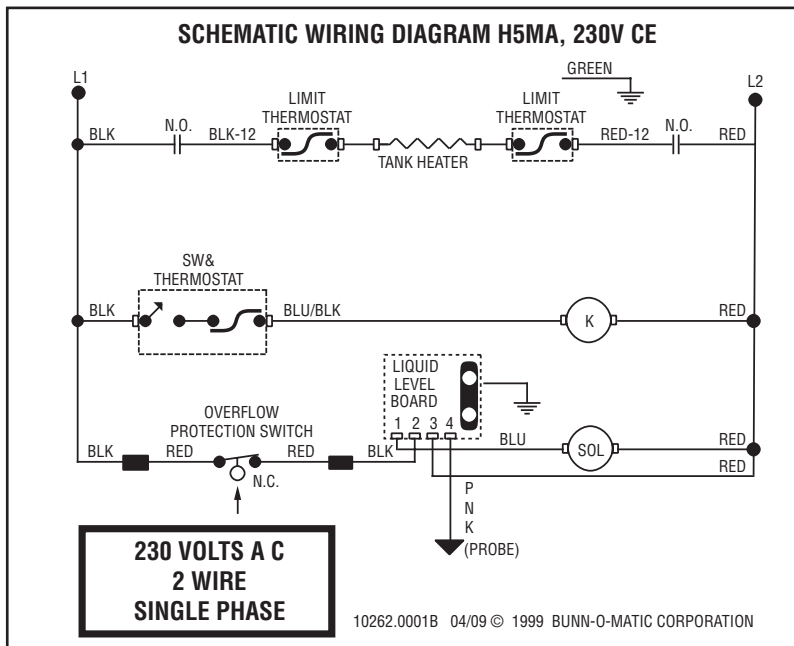 SCHEMATIC WIRING DIAGRAM H5MA, 230V CE
GREEN
L1
L2
LIMIT
THERMOSTAT
LIMIT
THERMOSTAT
BLK
N.O.
BLK-12
TANK HEATER
RED-12
N.O.
RED
SW&
THERMOSTAT
BLK
BLU/BLK
K
RED
LIQUID
LEVEL
BOARD
1 2 3 4
OVERFLOW
PROTECTION SWITCH
BLU
SOL
RED
BLK
RED
RED
BLK
RED
N.C.
P
N
K
(PROBE)
230 VOLTS A C
2 WIRE
SINGLE PHASE
10262.0001B 04/09 © 1999 BUNN-O-MATIC CORPORATION